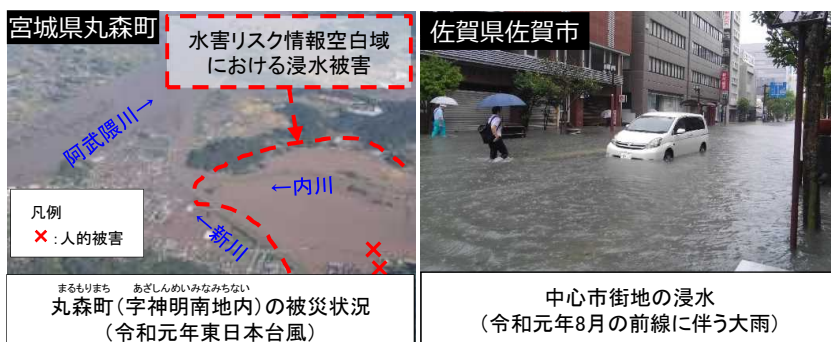 宮城県丸森町
水害リスク情報空白域
における浸水被害
阿武隈川→
←内川
←新川
凡例
×:人的被害
まるもりまち あざしんめいみなみちない
丸森町(字神明南地内)の被災状況
(令和元年東日本台風)
佐賀県佐賀市
中心市街地の浸水
(令和元年8月の前線に伴う大雨)